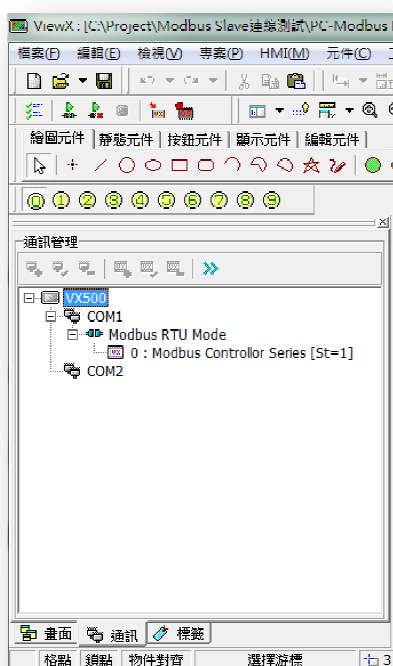 ViewX : [C:\Project\Modbus Slave連線測試\PC-Modbus
檔案(F) 編輯(E) 檢視(V) 專案(P) HMI(M) 元件(C)
繪圖元件 靜態元件 按鈕元件 顯示元件 編輯元件
0 1 2 3 4 5 6 7 8 9
通訊管理
VX500
COM1
Modbus RTU Mode
0 : Modbus Controllor Series [St=1]
COM2
畫面 通訊 標籤
格點 鎖點 物件對齊 選擇游標 3